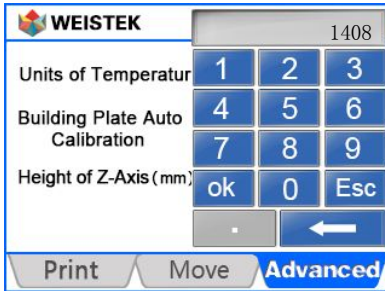 WEISTEK
1408
Units of Temperatur
Building Plate Auto
Calibration
Height of Z-Axis(mm)
1 2 3
4 5 6
7 8 9
ok 0 Esc
.
Print Move Advanced